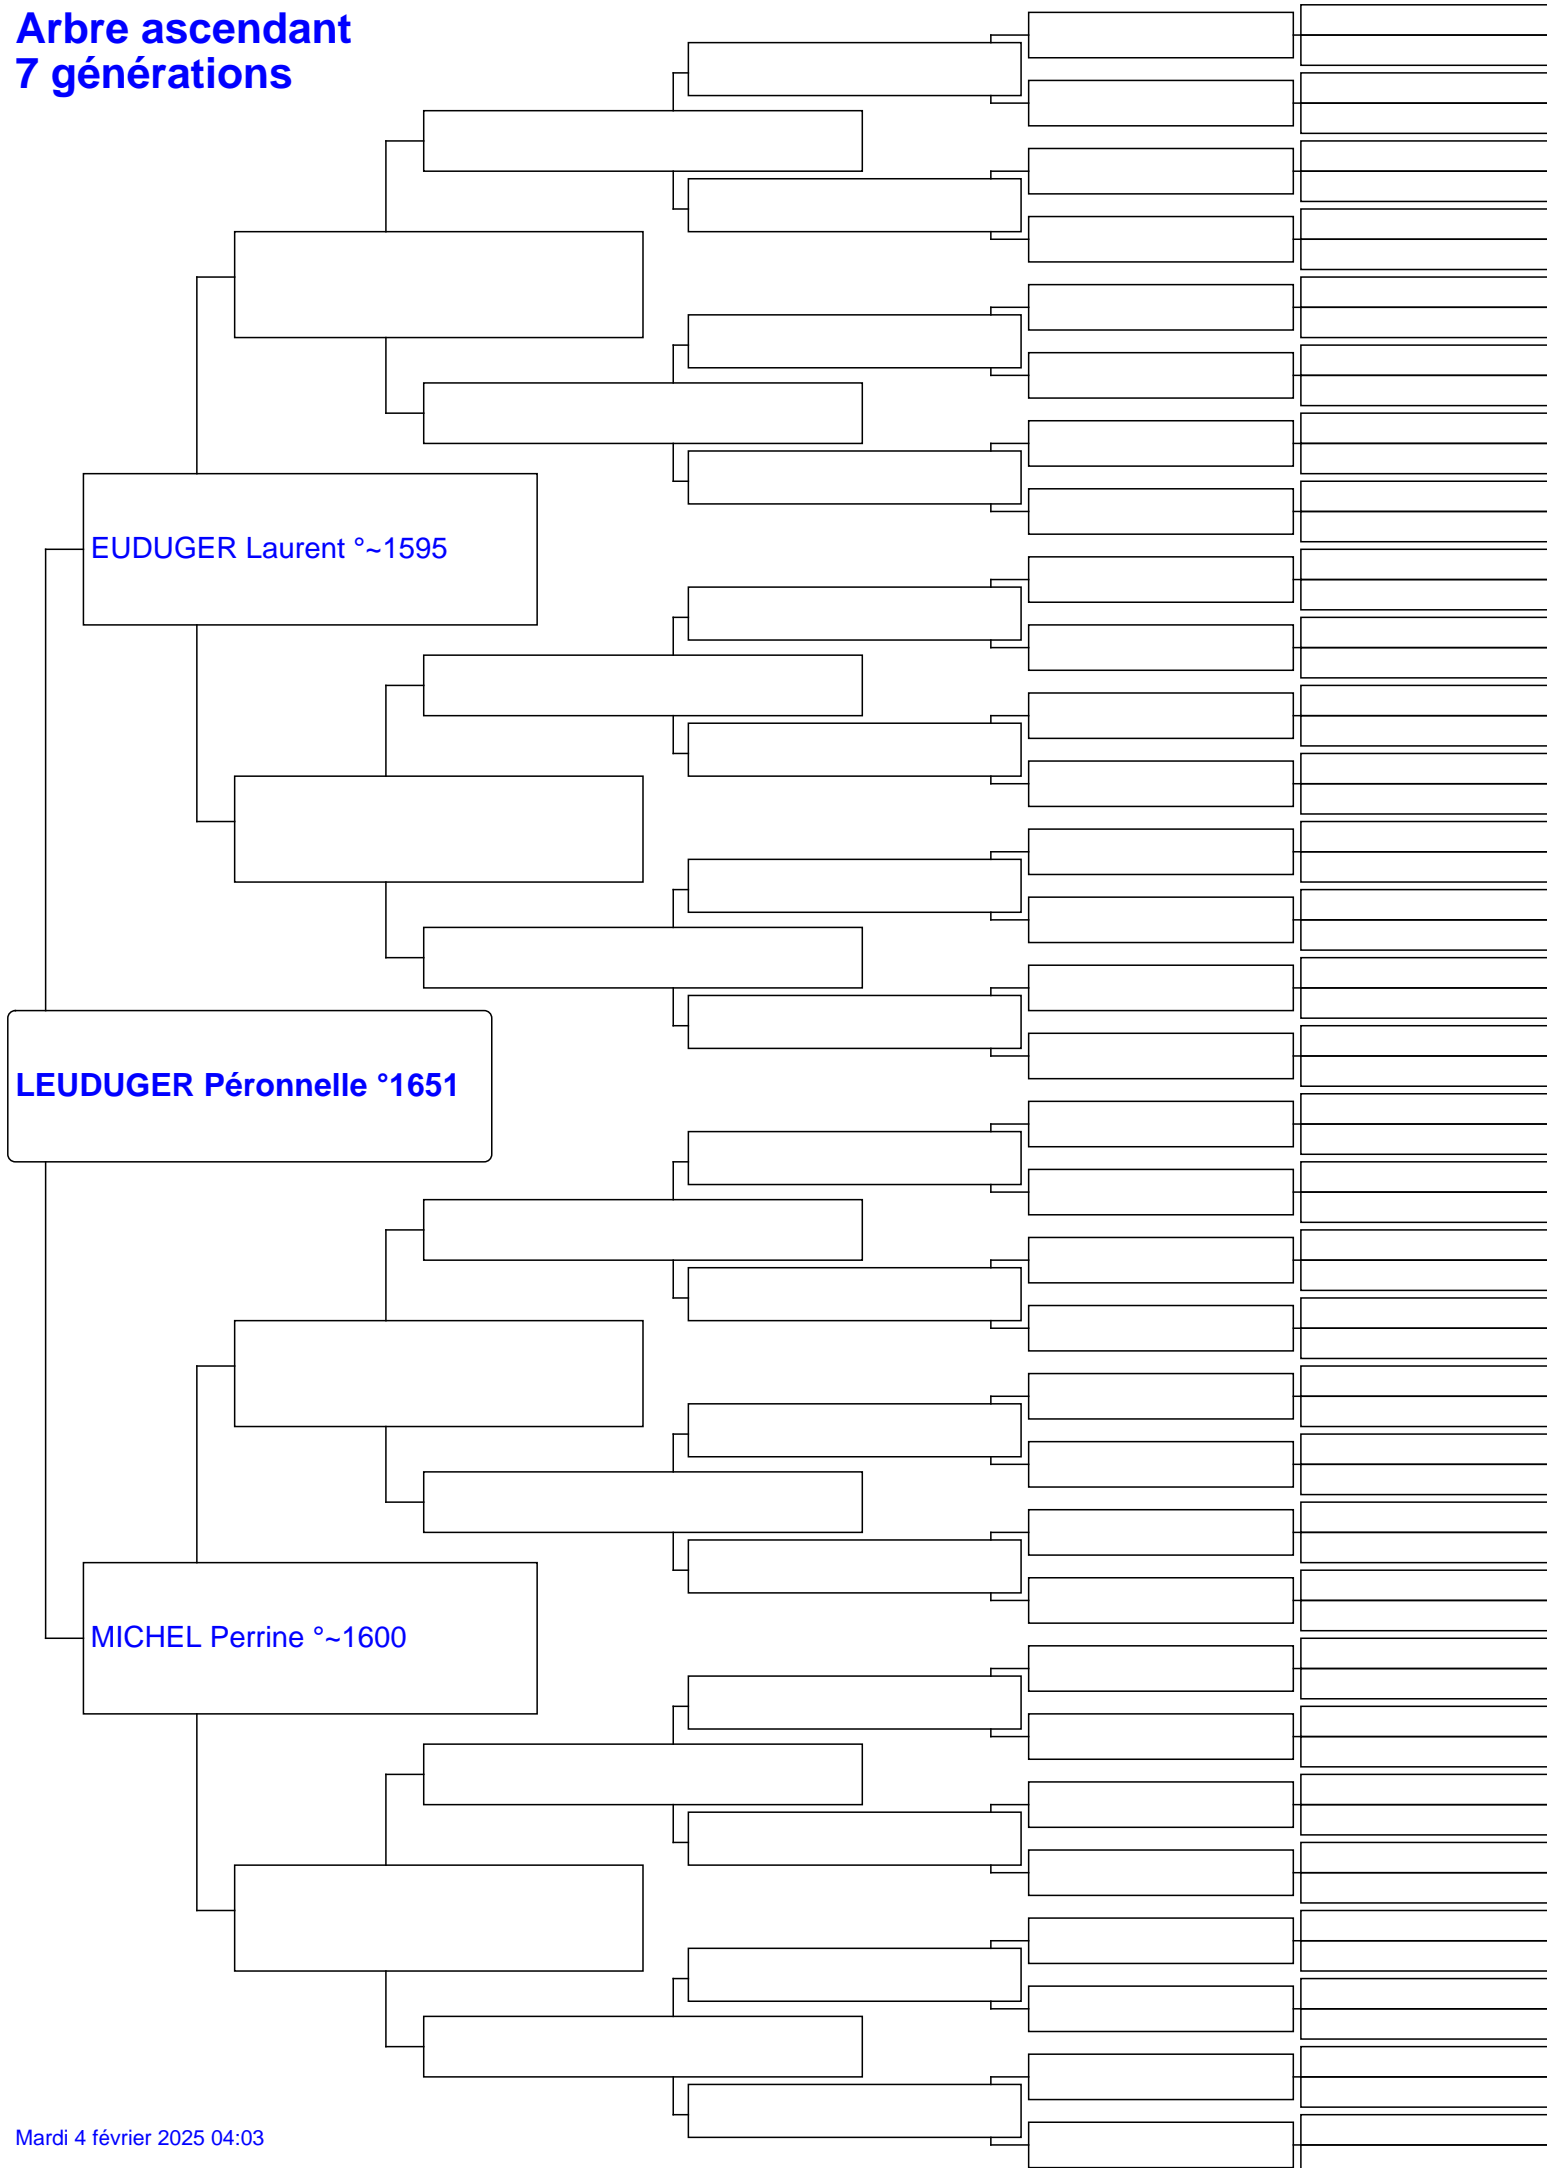 Arbre ascendant
7 générations
EUDUGER Laurent °~1595
LEUDUGER Péronnelle °1651
MICHEL Perrine °~1600
Mardi 4 février 2025 04:03